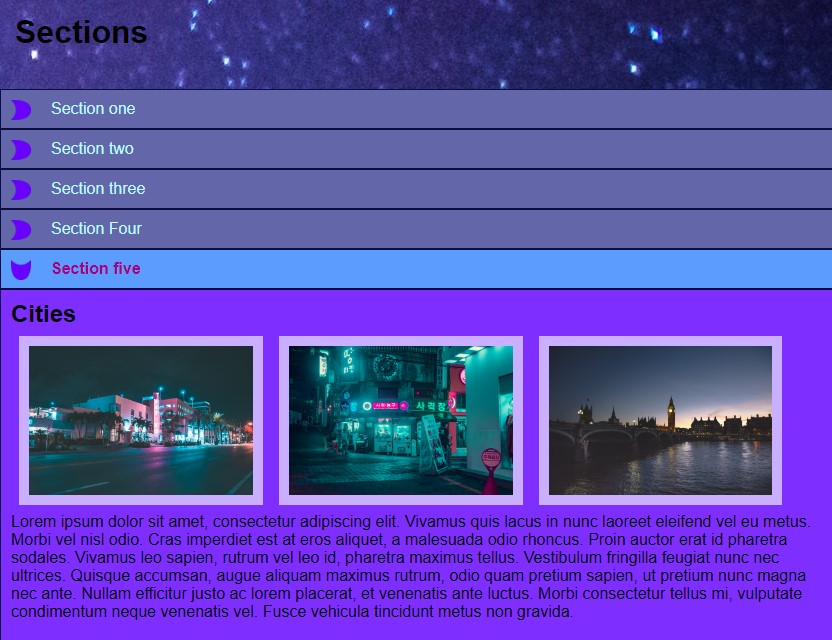 Sections
Section one
Section two
Section three
Section Four
Section five
Cities
사격장
Lorem ipsum dolor sit amet, consectetur adipiscing elit. Vivamus quis lacus in nunc laoreet eleifend vel eu metus.
Morbi vel nisl odio. Cras imperdiet est at eros aliquet, a malesuada odio rhoncus. Proin auctor erat id pharetra
sodales. Vivamus leo sapien, rutrum vel leo id, pharetra maximus tellus. Vestibulum fringilla feugiat nunc nec
ultrices. Quisque accumsan, augue aliquam maximus rutrum, odio quam pretium sapien, ut pretium nunc magna
nec ante. Nullam efficitur justo ac lorem placerat, et venenatis ante luctus. Morbi consectetur tellus mi, vulputate
condimentum neque venenatis vel. Fusce vehicula tincidunt metus non gravida.